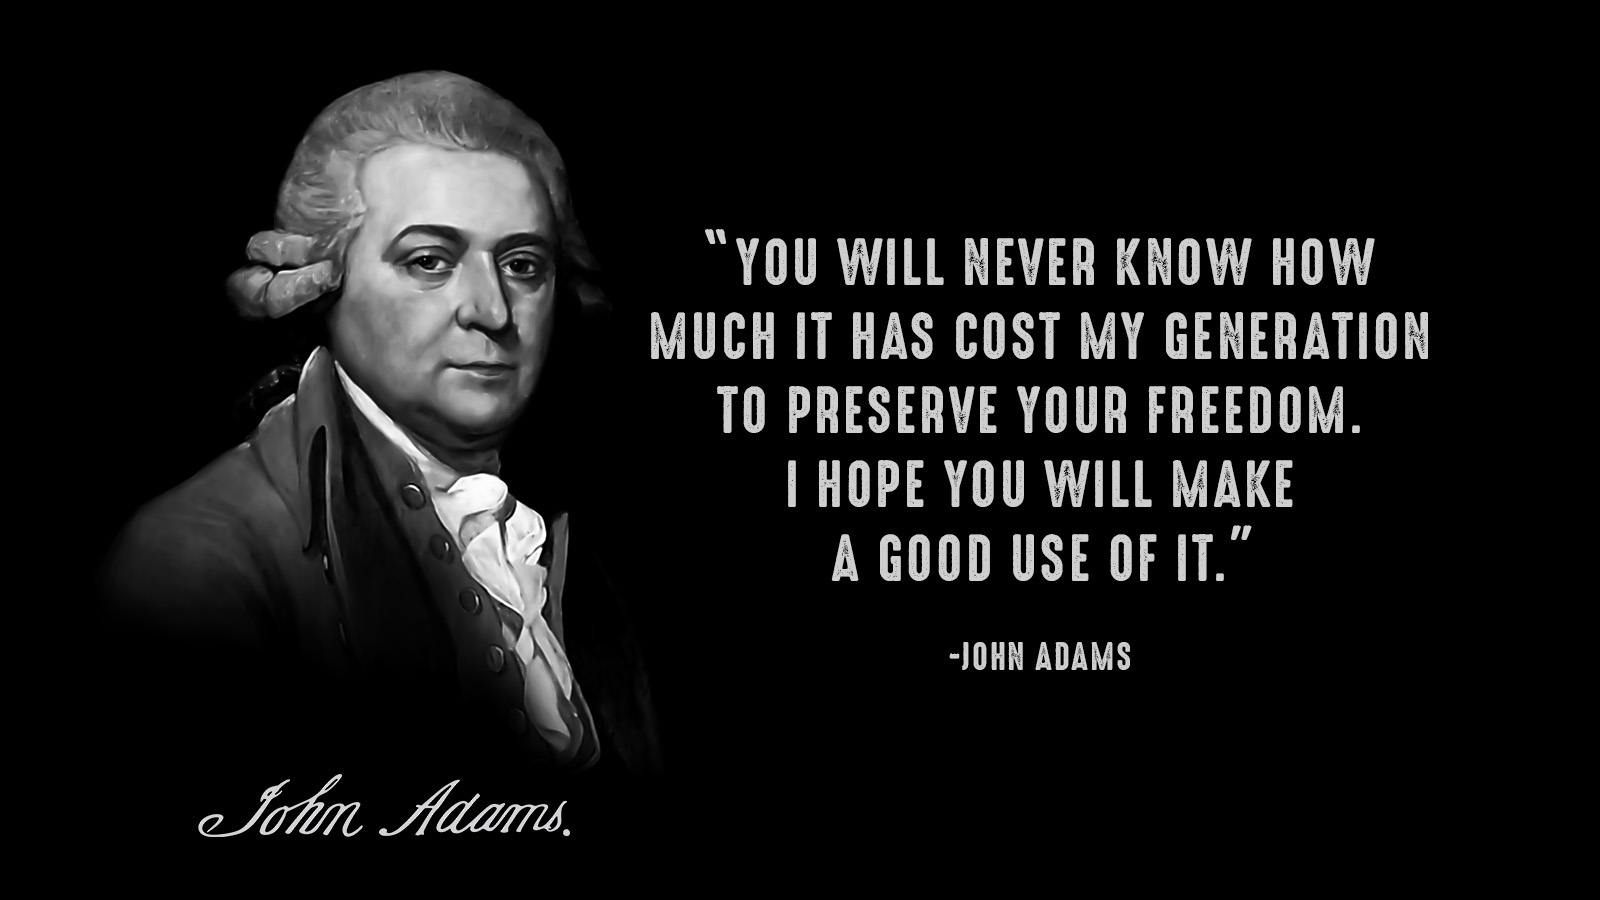 “YOU WILL NEVER KNOW HOW
MUCH IT HAS COST MY GENERATION
TO PRESERVE YOUR FREEDOM.
I HOPE YOU WILL MAKE
A GOOD USE OF IT.”
-JOHN ADAMS
John Adams.